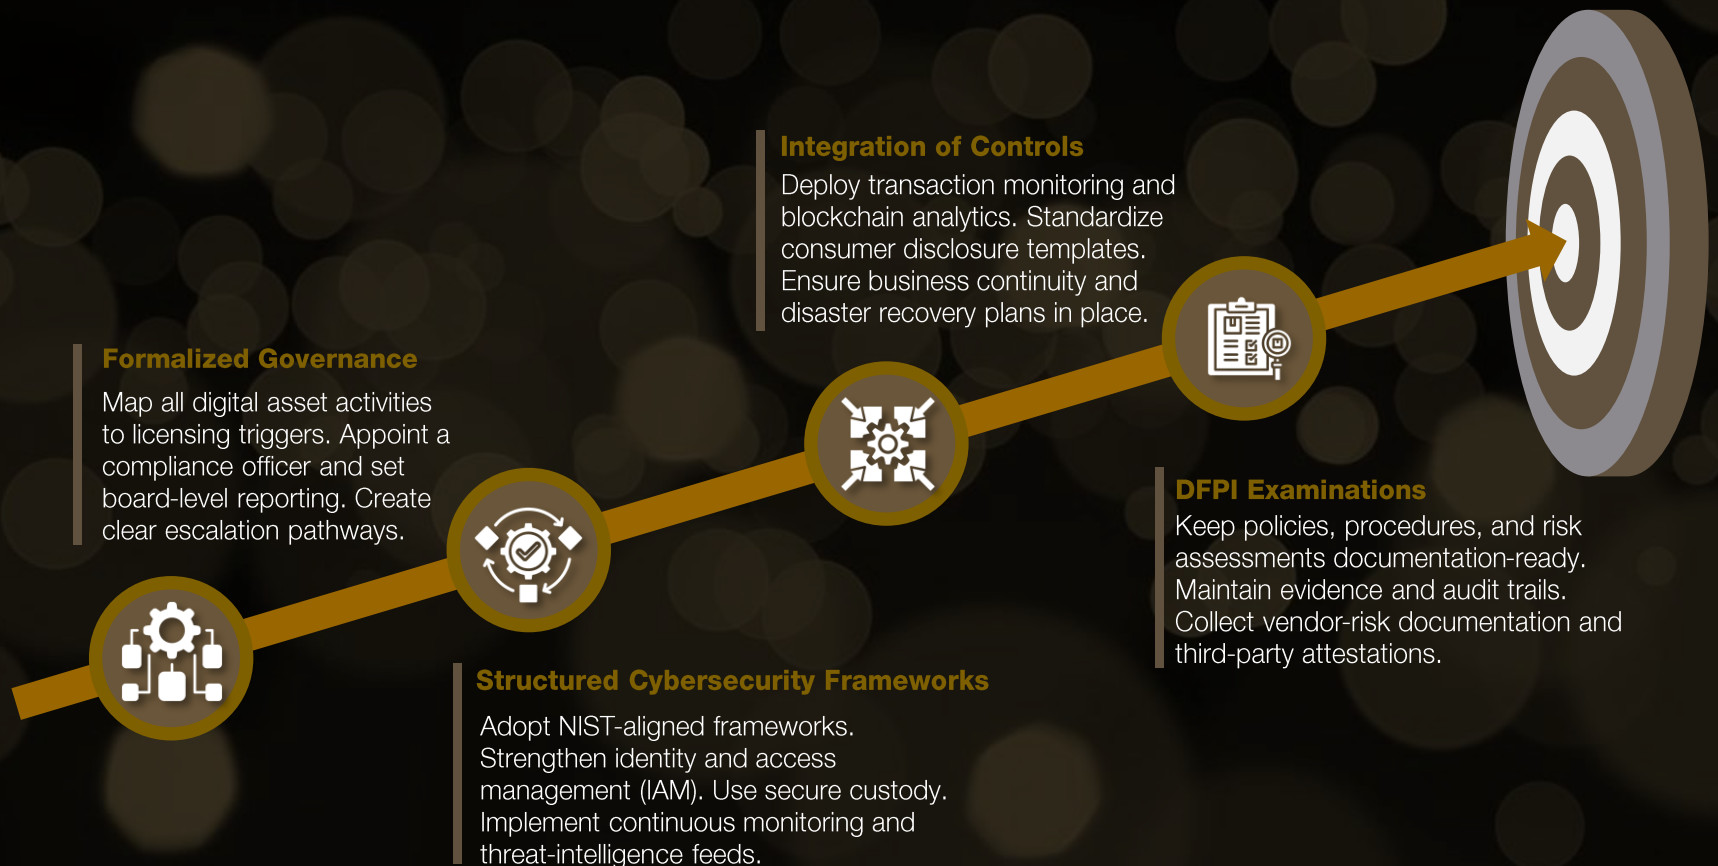 Formalized Governance
Map all digital asset activities
to licensing triggers. Appoint a
compliance officer and set
board-level reporting. Create
clear escalation pathways.
Structured Cybersecurity Frameworks
Adopt NIST-aligned frameworks.
Strengthen identity and access
management (IAM). Use secure custody.
Implement continuous monitoring and
threat-intelligence feeds.
Integration of Controls
Deploy transaction monitoring and
blockchain analytics. Standardize
consumer disclosure templates.
Ensure business continuity and
disaster recovery plans in place.
DFPI Examinations
Keep policies, procedures, and risk
assessments documentation-ready.
Maintain evidence and audit trails.
Collect vendor-risk documentation and
third-party attestations.